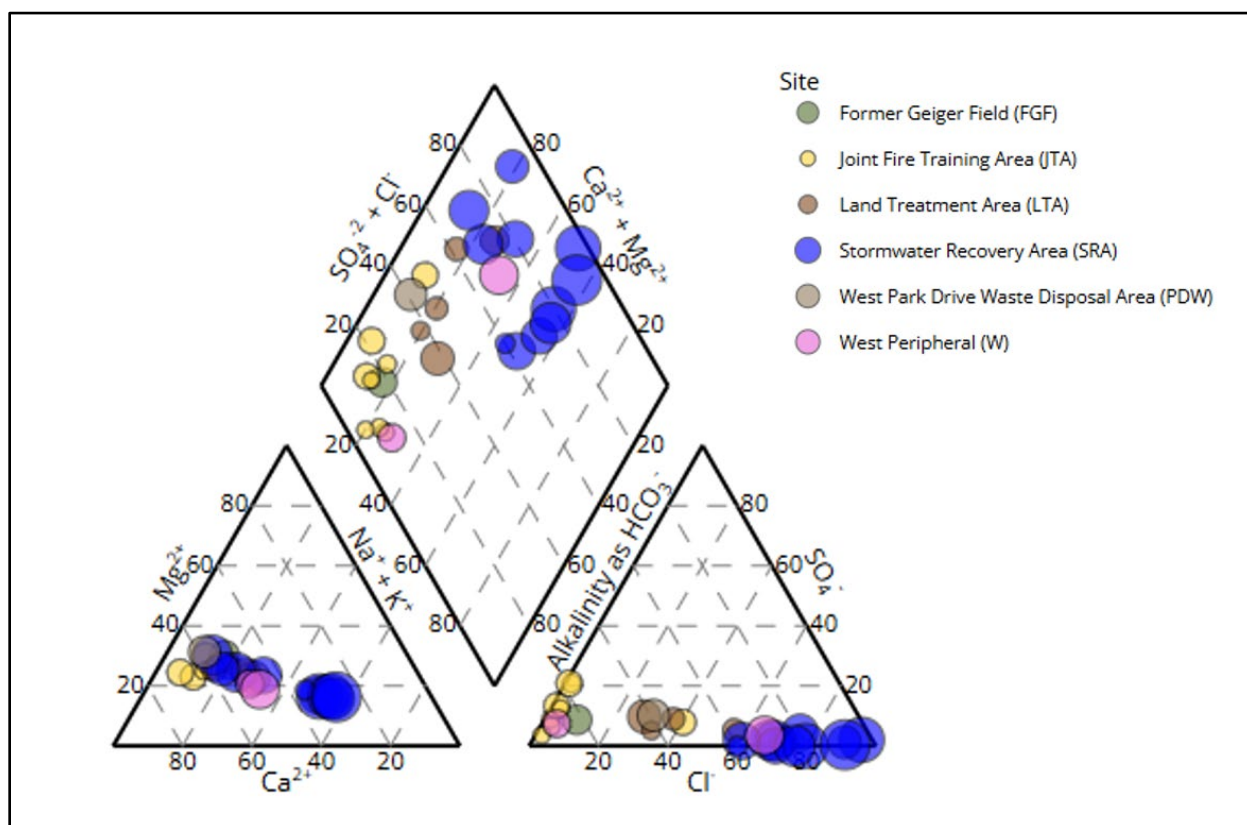 Site
Former Geiger Field (FGF)
Joint Fire Training Area (JTA)
Land Treatment Area (LTA)
Stormwater Recovery Area (SRA)
West Park Drive Waste Disposal Area (PDW)
West Peripheral (W)
SO₄⁻² + Cl⁻
Ca²⁺ + Mg²⁺
80 80
60 60
40 40
20 20
20 20
40 40
60 60
80 80
Mg²⁺
Na⁺ + K⁺
80
60
40
20
80 60 40 20
Ca²⁺
Alkalinity as HCO₃⁻
SO₄⁻
80
60
40
20
20 40 60 80
Cl⁻